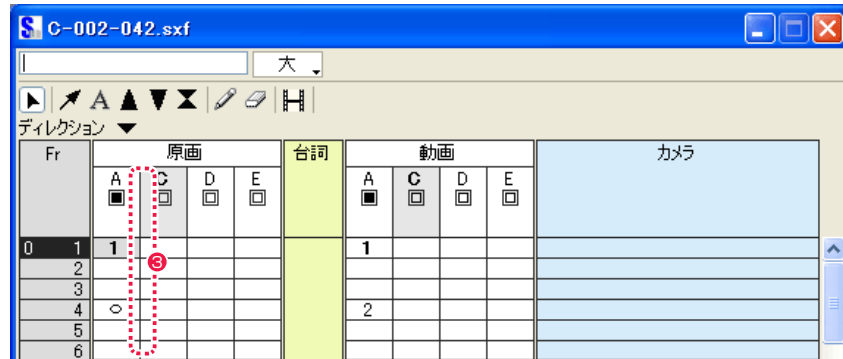 S C-002-042.sxf
大
A
ディレクション
Fr 原画 台詞 動画 カメラ
A C D E A C D E
0 1 1 1
❸
2
3
4 ○ 2
5
6